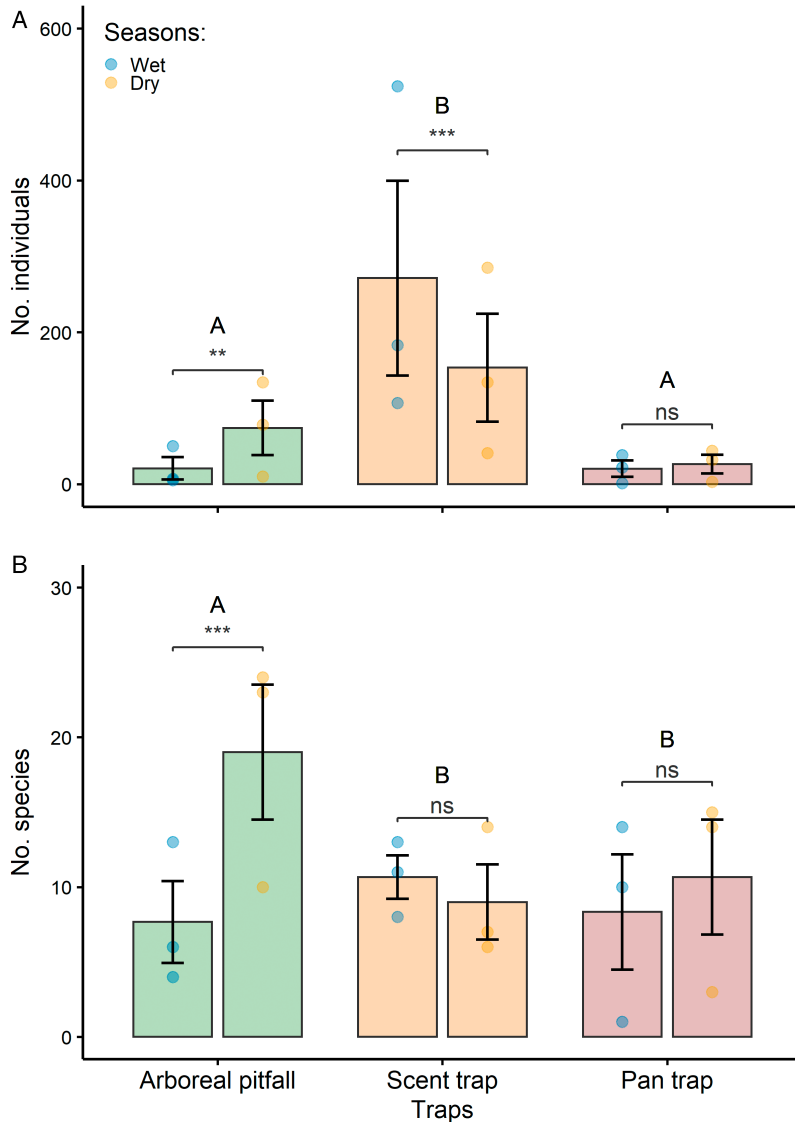 A
No. individuals
600
400
200
0
Seasons:
Wet
Dry
A
**
B
***
A
ns
B
No. species
30
20
10
0
A
***
B
ns
B
ns
Arboreal pitfall
Scent trap
Pan trap
Traps